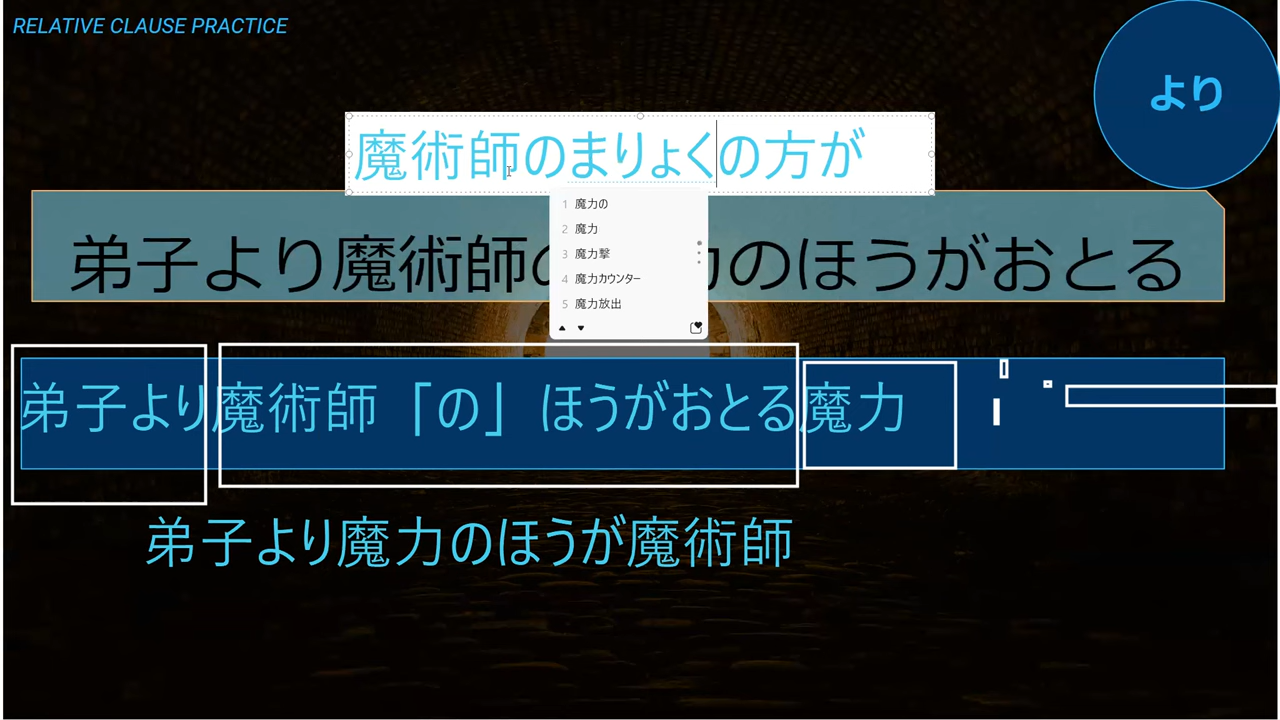 RELATIVE CLAUSE PRACTICE
より
魔術師のまりょくの方が
1 魔力の
2 魔力
3 魔力撃
4 魔力カウンター
5 魔力放出
弟子より魔術師の力のほうがおとる
弟子より魔術師「の」ほうがおとる魔力
弟子より魔力のほうが魔術師